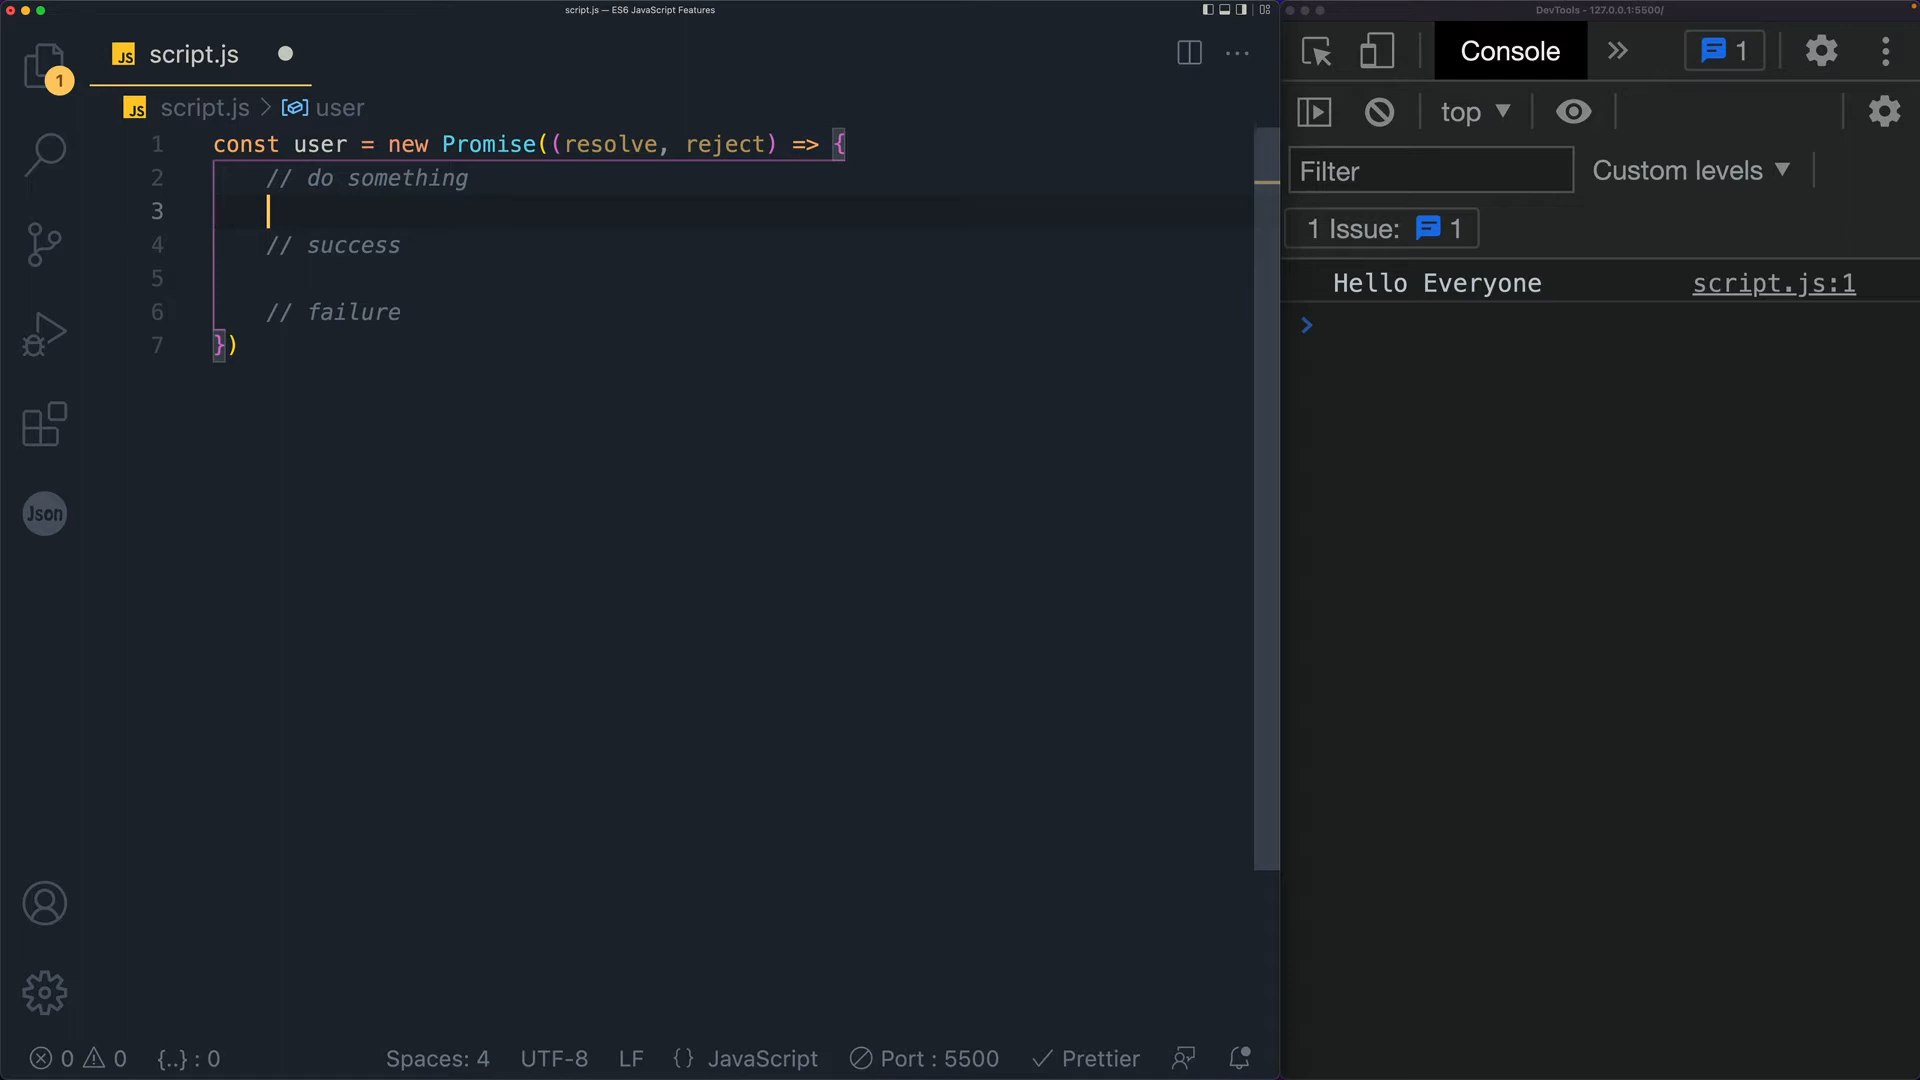 script.js — ES6 JavaScript Features
JS script.js
1
JS script.js > user
1 const user = new Promise((resolve, reject) => {
2 // do something
3
4 // success
5
6 // failure
7 })
Json
0 0 {..} : 0 Spaces: 4 UTF-8 LF {} JavaScript Port : 5500 Prettier
DevTools - 127.0.0.1:5500/
Console 1
top
Filter Custom levels
1 Issue: 1
Hello Everyone script.js:1